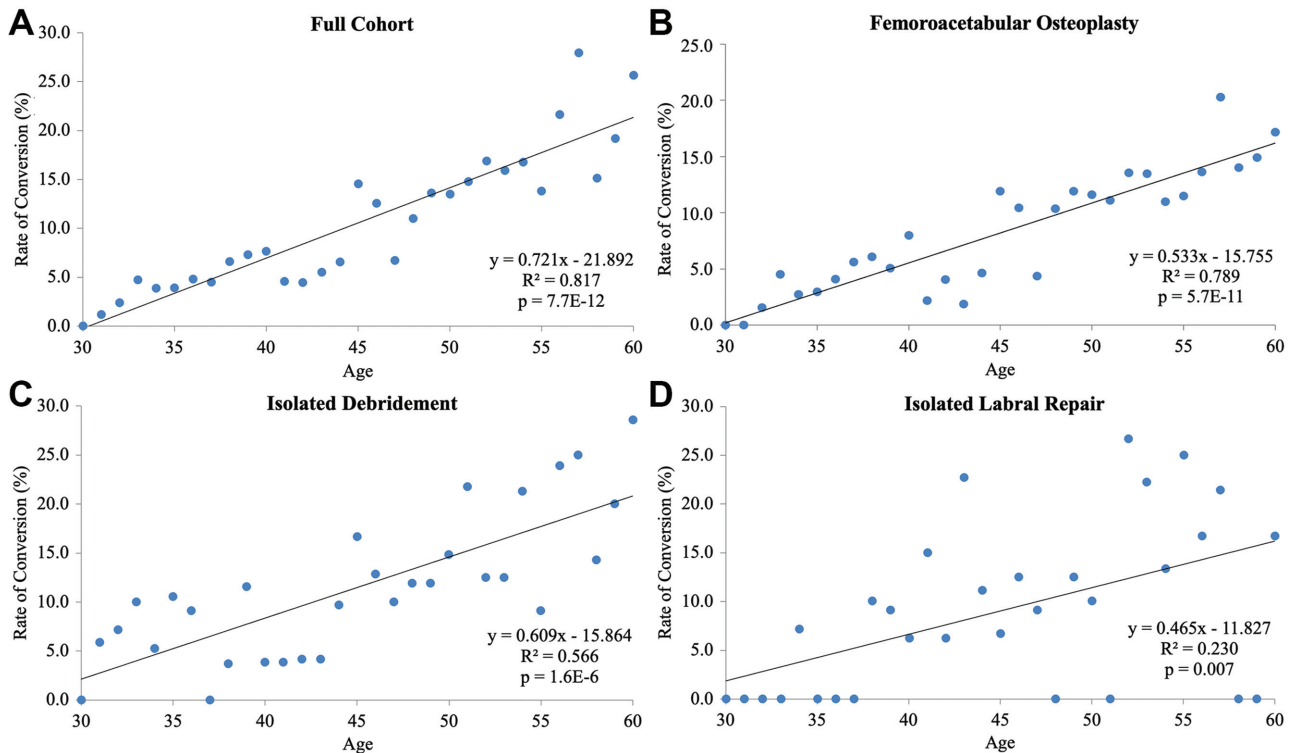 A
Full Cohort
Rate of Conversion (%)
30.0
25.0
20.0
15.0
10.0
5.0
0.0
y = 0.721x - 21.892
R² = 0.817
p = 7.7E-12
30 35 40 45 50 55 60
Age
B
Femoroacetabular Osteoplasty
Rate of Conversion (%)
25.0
20.0
15.0
10.0
5.0
0.0
y = 0.533x - 15.755
R² = 0.789
p = 5.7E-11
30 35 40 45 50 55 60
Age
C
Isolated Debridement
Rate of Conversion (%)
30.0
25.0
20.0
15.0
10.0
5.0
0.0
y = 0.609x - 15.864
R² = 0.566
p = 1.6E-6
30 35 40 45 50 55 60
Age
D
Isolated Labral Repair
Rate of Conversion (%)
30.0
25.0
20.0
15.0
10.0
5.0
0.0
y = 0.465x - 11.827
R² = 0.230
p = 0.007
30 35 40 45 50 55 60
Age